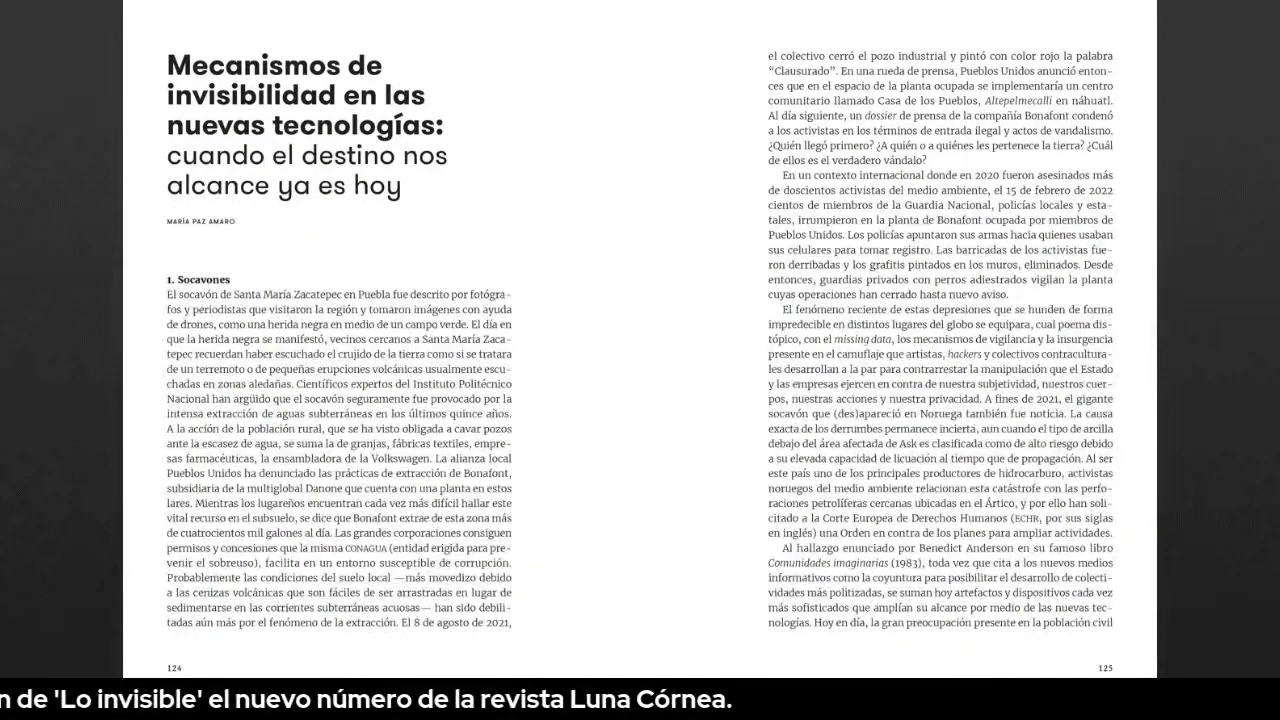 Mecanismos de
invisibilidad en las
nuevas tecnologías:
cuando el destino nos
alcance ya es hoy
MARÍA PAZ AMARO
1. Socavones
El socavón de Santa María Zacatepec en Puebla fue descrito por fotógra-
fos y periodistas que visitaron la región y tomaron imágenes con ayuda
de drones, como una herida negra en medio de un campo verde. El día en
que la herida negra se manifestó, vecinos cercanos a Santa María Zaca-
tepec recuerdan haber escuchado el crujido de la tierra como si se tratara
de un terremoto o de pequeñas erupciones volcánicas usualmente escu-
chadas en zonas aledañas. Científicos expertos del Instituto Politécnico
Nacional han argüido que el socavón seguramente fue provocado por la
intensa extracción de aguas subterráneas en los últimos quince años.
A la acción de la población rural, que se ha visto obligada a cavar pozos
ante la escasez de agua, se suma la de granjas, fábricas textiles, empre-
sas farmacéuticas, la ensambladora de la Volkswagen. La alianza local
Pueblos Unidos ha denunciado las prácticas de extracción de Bonafont,
subsidiaria de la multiglobal Danone que cuenta con una planta en estos
lares. Mientras los lugareños encuentran cada vez más difícil hallar este
vital recurso en el subsuelo, se dice que Bonafont extrae de esta zona más
de cuatrocientos mil galones al día. Las grandes corporaciones consiguen
permisos y concesiones que la misma CONAGUA (entidad erigida para pre-
venir el sobreuso), facilita en un entorno susceptible de corrupción.
Probablemente las condiciones del suelo local —más movedizo debido
a las cenizas volcánicas que son fáciles de ser arrastradas en lugar de
sedimentarse en las corrientes subterráneas acuosas— han sido debili-
tadas aún más por el fenómeno de la extracción. El 8 de agosto de 2021,
124
el colectivo cerró el pozo industrial y pintó con color rojo la palabra
“Clausurado”. En una rueda de prensa, Pueblos Unidos anunció enton-
ces que en el espacio de la planta ocupada se implementaría un centro
comunitario llamado Casa de los Pueblos, Altepelmecalli en náhuatl.
Al día siguiente, un dossier de prensa de la compañía Bonafont condenó
a los activistas en los términos de entrada ilegal y actos de vandalismo.
¿Quién llegó primero? ¿A quién o a quiénes les pertenece la tierra? ¿Cuál
de ellos es el verdadero vándalo?
En un contexto internacional donde en 2020 fueron asesinados más
de doscientos activistas del medio ambiente, el 15 de febrero de 2022
cientos de miembros de la Guardia Nacional, policías locales y esta-
tales, irrumpieron en la planta de Bonafont ocupada por miembros de
Pueblos Unidos. Los policías apuntaron sus armas hacia quienes usaban
sus celulares para tomar registro. Las barricadas de los activistas fue-
ron derribadas y los grafitis pintados en los muros, eliminados. Desde
entonces, guardias privados con perros adiestrados vigilan la planta
cuyas operaciones han cerrado hasta nuevo aviso.
El fenómeno reciente de estas depresiones que se hunden de forma
impredecible en distintos lugares del globo se equipara, cual poema dis-
tópico, con el missing data, los mecanismos de vigilancia y la insurgencia
presente en el camuflaje que artistas, hackers y colectivos contracultura-
les desarrollan a la par para contrarrestar la manipulación que el Estado
y las empresas ejercen en contra de nuestra subjetividad, nuestros cuer-
pos, nuestras acciones y nuestra privacidad. A fines de 2021, el gigante
socavón que (des)apareció en Noruega también fue noticia. La causa
exacta de los derrumbes permanece incierta, aun cuando el tipo de arcilla
debajo del área afectada de Ask es clasificada como de alto riesgo debido
a su elevada capacidad de licuación al tiempo que de propagación. Al ser
este país uno de los principales productores de hidrocarburo, activistas
noruegos del medio ambiente relacionan esta catástrofe con las perfo-
raciones petrolíferas cercanas ubicadas en el Ártico, y por ello han soli-
citado a la Corte Europea de Derechos Humanos (ECHR, por sus siglas
en inglés) una Orden en contra de los planes para ampliar actividades.
Al hallazgo enunciado por Benedict Anderson en su famoso libro
Comunidades imaginarias (1983), toda vez que cita a los nuevos medios
informativos como la coyuntura para posibilitar el desarrollo de colecti-
vidades más politizadas, se suman hoy artefactos y dispositivos cada vez
más sofisticados que amplían su alcance por medio de las nuevas tec-
nologías. Hoy en día, la gran preocupación presente en la población civil
125
n de 'Lo invisible' el nuevo número de la revista Luna Córnea.